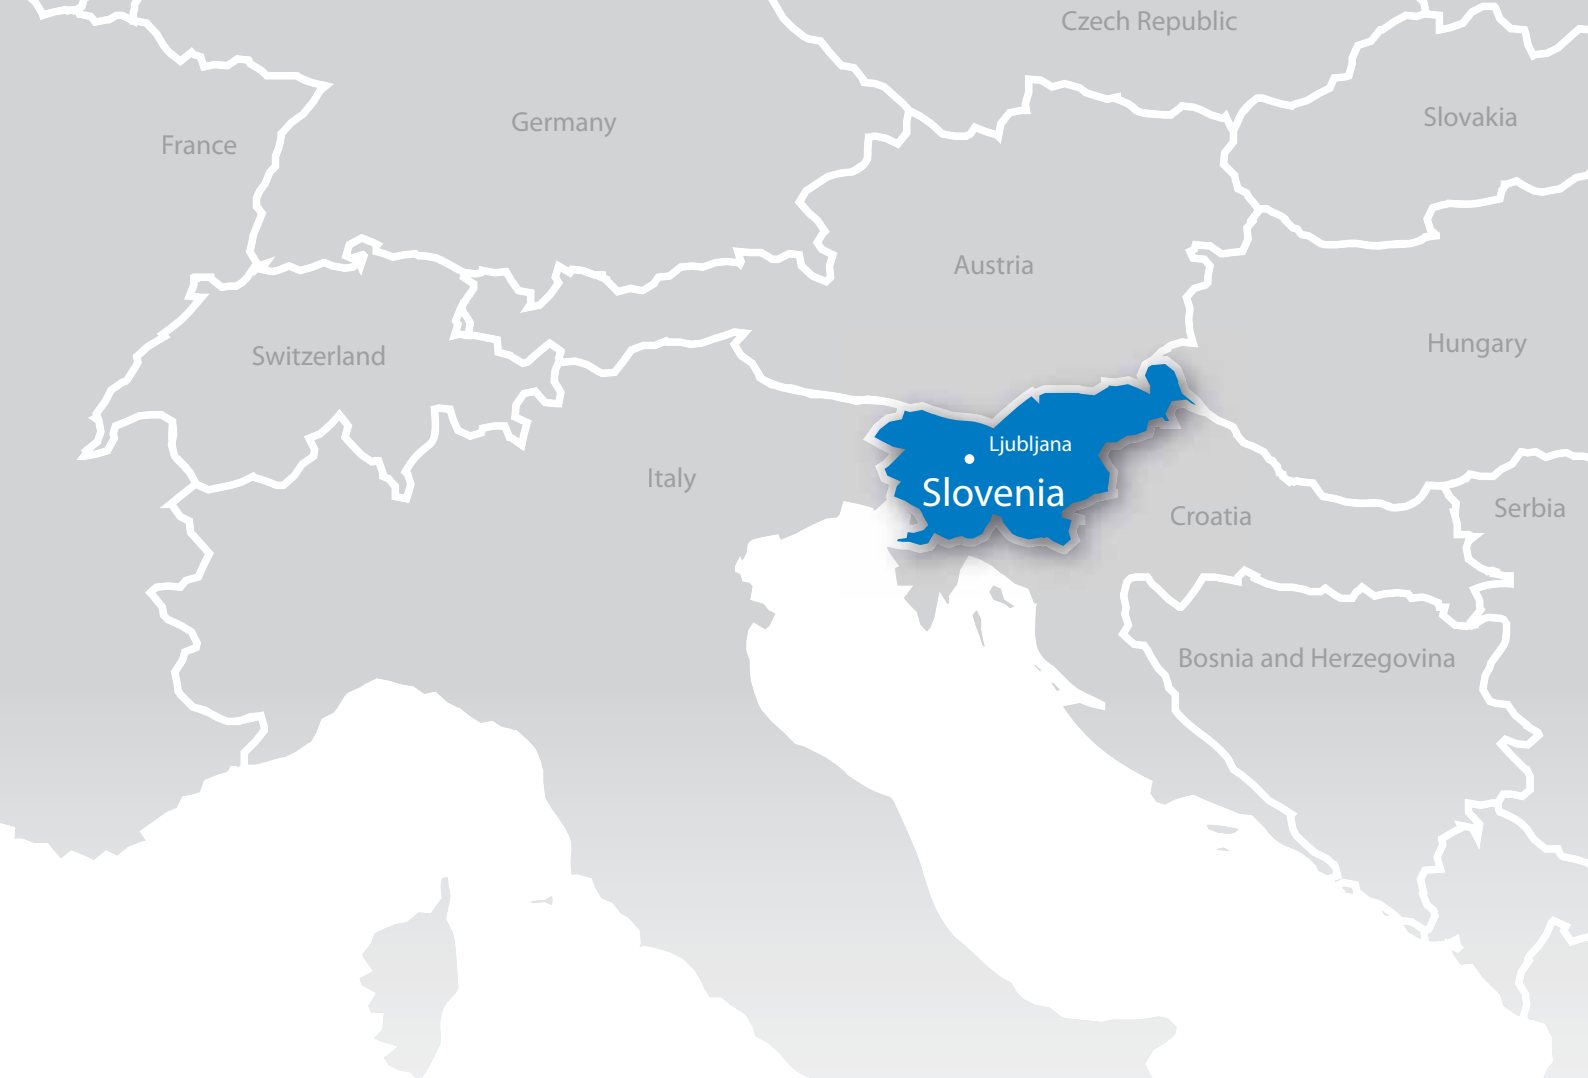 Czech Republic
Slovakia
Germany
France
Austria
Hungary
Switzerland
Ljubljana
Italy
Slovenia
Serbia
Croatia
Bosnia and Herzegovina